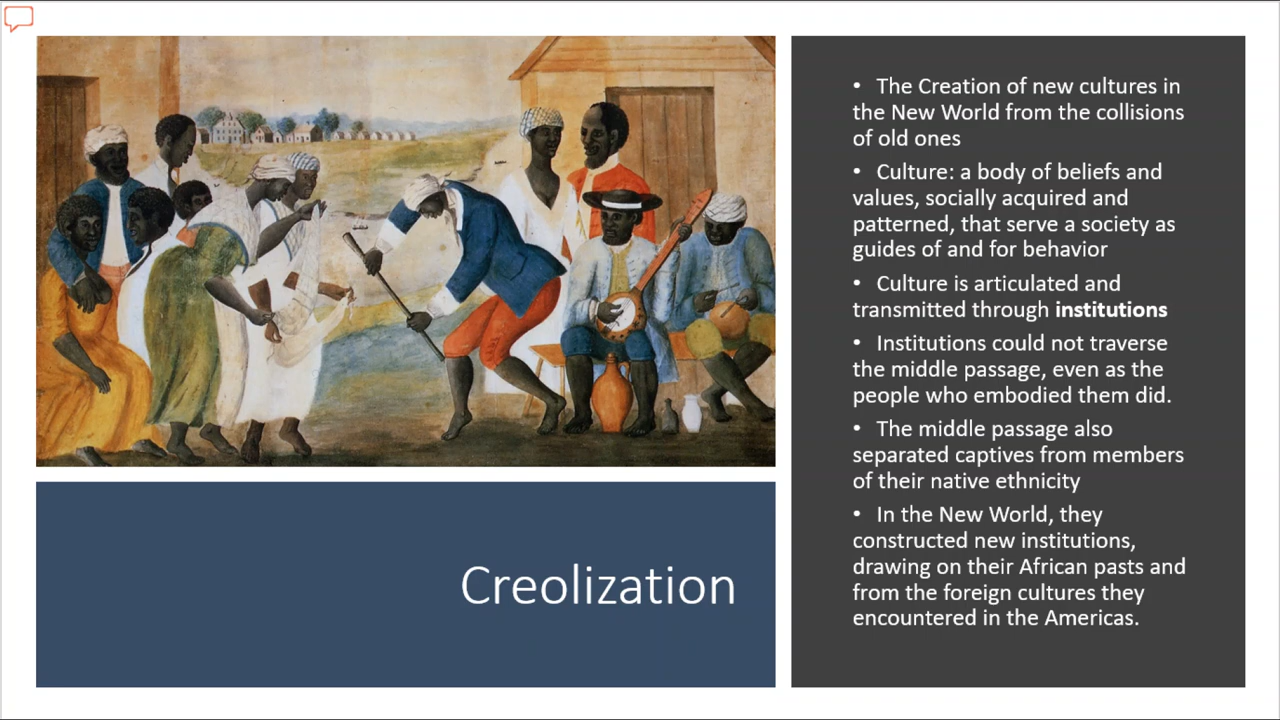 • The Creation of new cultures in
the New World from the collisions
of old ones
• Culture: a body of beliefs and
values, socially acquired and
patterned, that serve a society as
guides of and for behavior
• Culture is articulated and
transmitted through institutions
• Institutions could not traverse
the middle passage, even as the
people who embodied them did.
• The middle passage also
separated captives from members
of their native ethnicity
• In the New World, they
constructed new institutions,
drawing on their African pasts and
from the foreign cultures they
encountered in the Americas.
Creolization